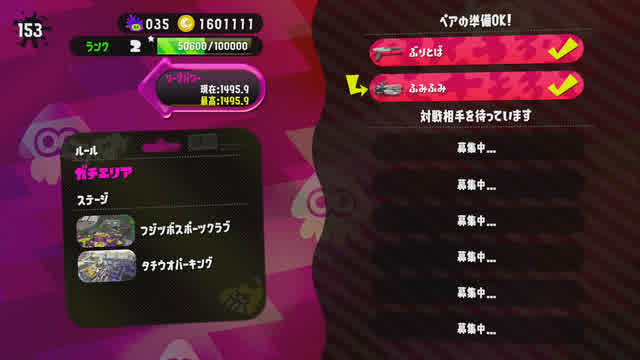 153
035
1601111
ランク
2
50600/100000
リーグパワー
現在:1495.9
最高:1495.9
ルール
ガチエリア
ステージ
フジツボスポーツクラブ
タチウオパーキング
ペアの準備OK!
ぷりとば
ふみふみ
対戦相手を待っています
募集中...
募集中...
募集中...
募集中...
募集中...
募集中...